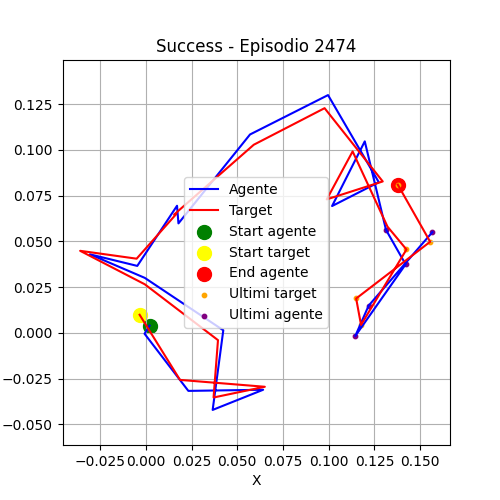 Success - Episodio 2474
0.125
0.100
0.075
0.050
0.025
0.000
−0.025
−0.050
Agente
Target
Start agente
Start target
End agente
Ultimi target
Ultimi agente
−0.025 0.000 0.025 0.050 0.075 0.100 0.125 0.150
X